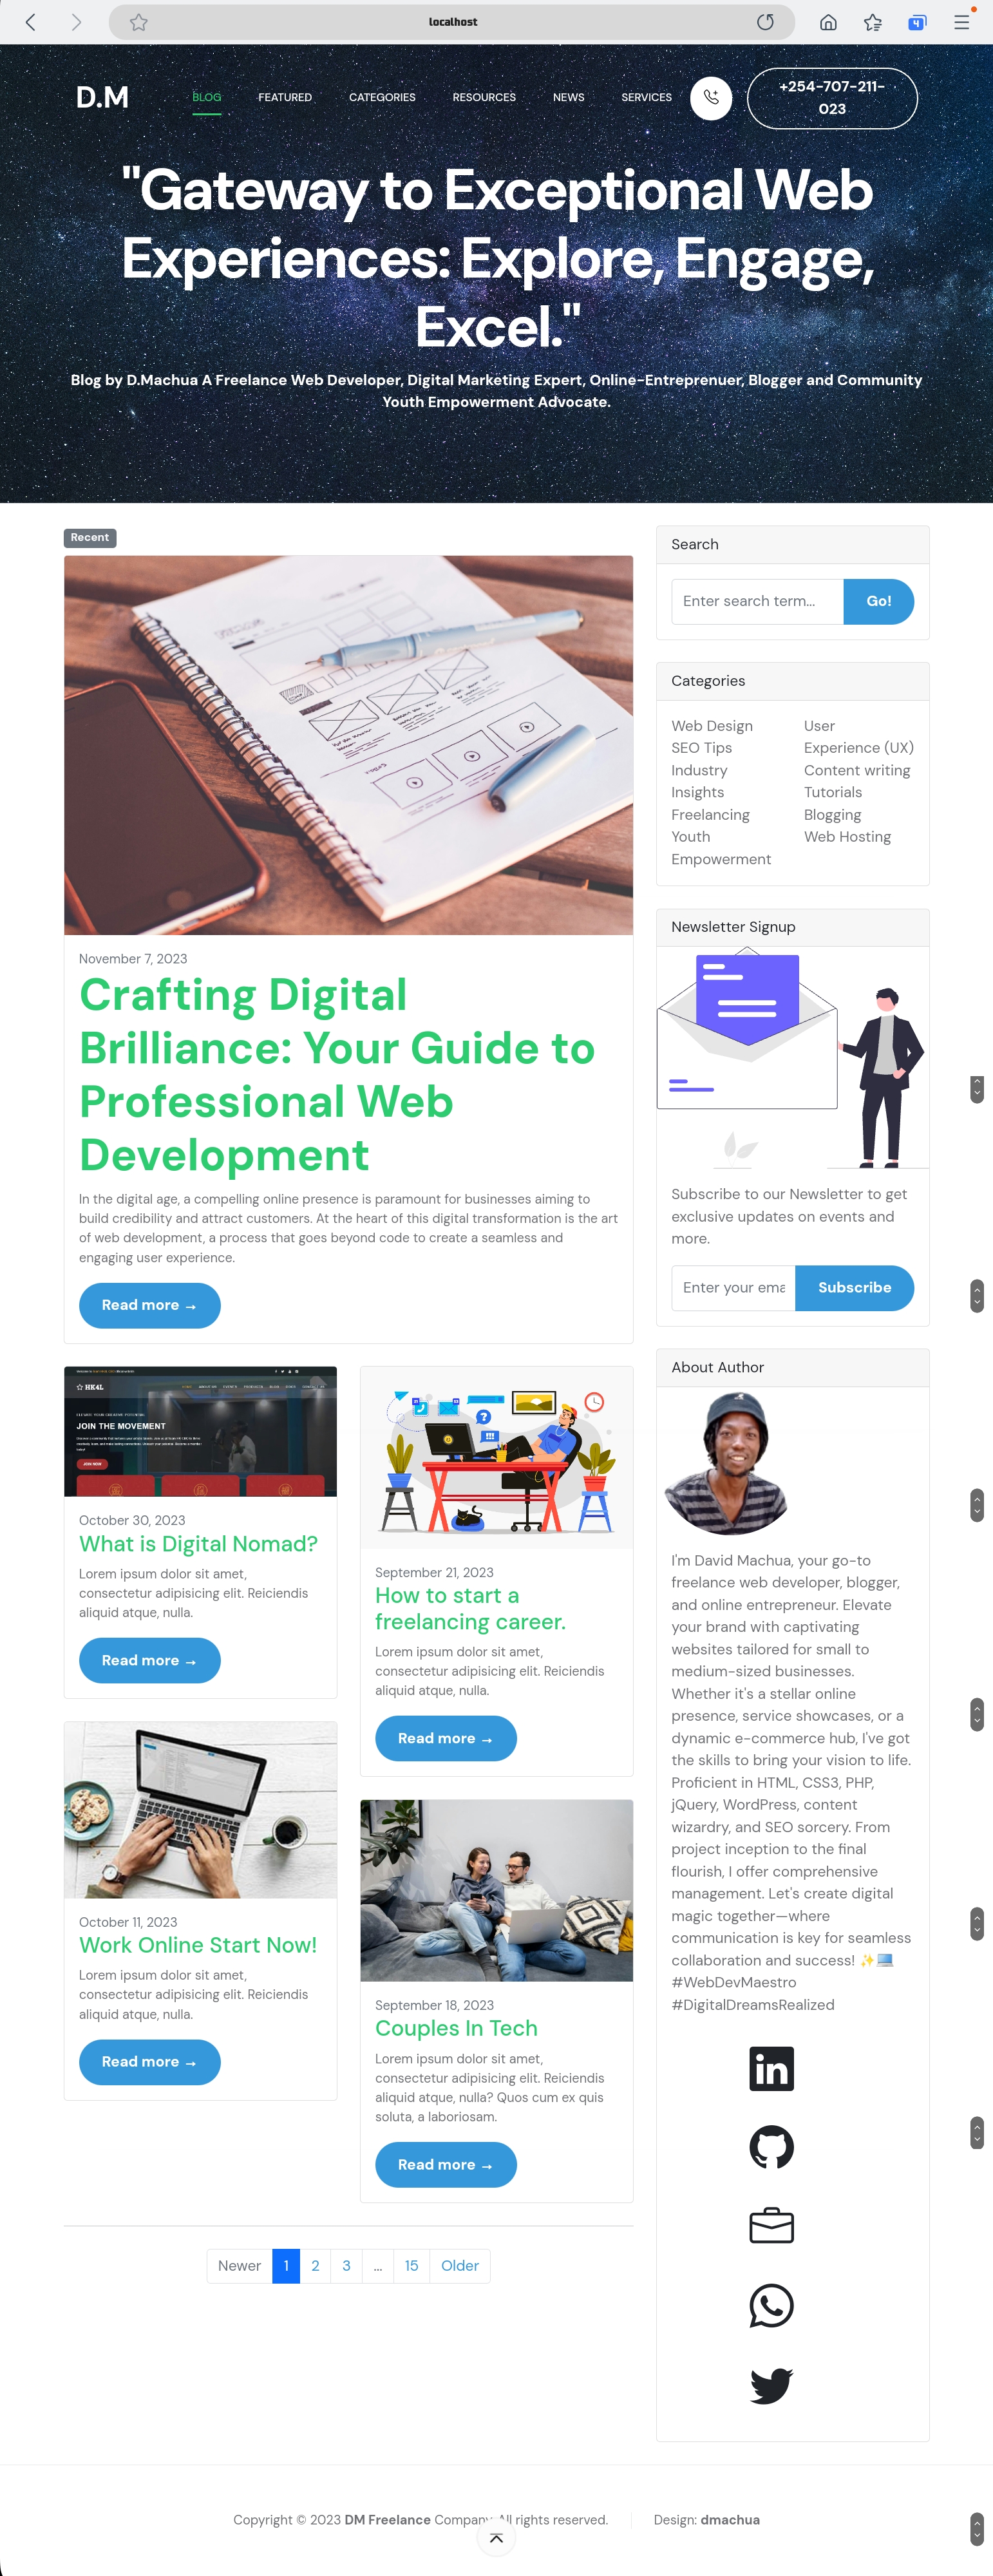 localhost
4
D.M
BLOG
FEATURED
CATEGORIES
RESOURCES
NEWS
SERVICES
+254-707-211-
023
"Gateway to Exceptional Web
Experiences: Explore, Engage,
Excel."
Blog by D.Machua A Freelance Web Developer, Digital Marketing Expert, Online-Entreprenuer, Blogger and Community
Youth Empowerment Advocate.
Recent
November 7, 2023
Crafting Digital
Brilliance: Your Guide to
Professional Web
Development
In the digital age, a compelling online presence is paramount for businesses aiming to
build credibility and attract customers. At the heart of this digital transformation is the art
of web development, a process that goes beyond code to create a seamless and
engaging user experience.
Read more →
HK4L
JOIN THE MOVEMENT
JOIN NOW
October 30, 2023
What is Digital Nomad?
Lorem ipsum dolor sit amet,
consectetur adipisicing elit. Reiciendis
aliquid atque, nulla.
Read more →
October 11, 2023
Work Online Start Now!
Lorem ipsum dolor sit amet,
consectetur adipisicing elit. Reiciendis
aliquid atque, nulla.
Read more →
September 21, 2023
How to start a
freelancing career.
Lorem ipsum dolor sit amet,
consectetur adipisicing elit. Reiciendis
aliquid atque, nulla.
Read more →
September 18, 2023
Couples In Tech
Lorem ipsum dolor sit amet,
consectetur adipisicing elit. Reiciendis
aliquid atque, nulla? Quos cum ex quis
soluta, a laboriosam.
Read more →
Newer
1
2
3
...
15
Older
Search
Enter search term...
Go!
Categories
Web Design
SEO Tips
Industry
Insights
Freelancing
Youth
Empowerment
User
Experience (UX)
Content writing
Tutorials
Blogging
Web Hosting
Newsletter Signup
Subscribe to our Newsletter to get
exclusive updates on events and
more.
Enter your ema
Subscribe
About Author
I'm David Machua, your go-to
freelance web developer, blogger,
and online entrepreneur. Elevate
your brand with captivating
websites tailored for small to
medium-sized businesses.
Whether it's a stellar online
presence, service showcases, or a
dynamic e-commerce hub, I've got
the skills to bring your vision to life.
Proficient in HTML, CSS3, PHP,
jQuery, WordPress, content
wizardry, and SEO sorcery. From
project inception to the final
flourish, I offer comprehensive
management. Let's create digital
magic together—where
communication is key for seamless
collaboration and success! ✨💻
#WebDevMaestro
#DigitalDreamsRealized
in
Copyright © 2023 DM Freelance Company. All rights reserved.
Design: dmachua